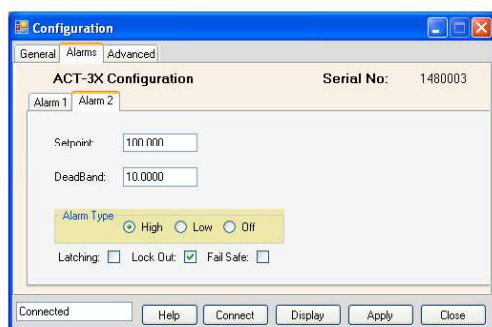 Configuration
General Alarms Advanced
ACT-3X Configuration Serial No: 1480003
Alarm 1 Alarm 2
Setpoint: 100.000
DeadBand: 10.0000
Alarm Type
High Low Off
Latching: Lock Out: Fail Safe:
Connected Help Connect Display Apply Close